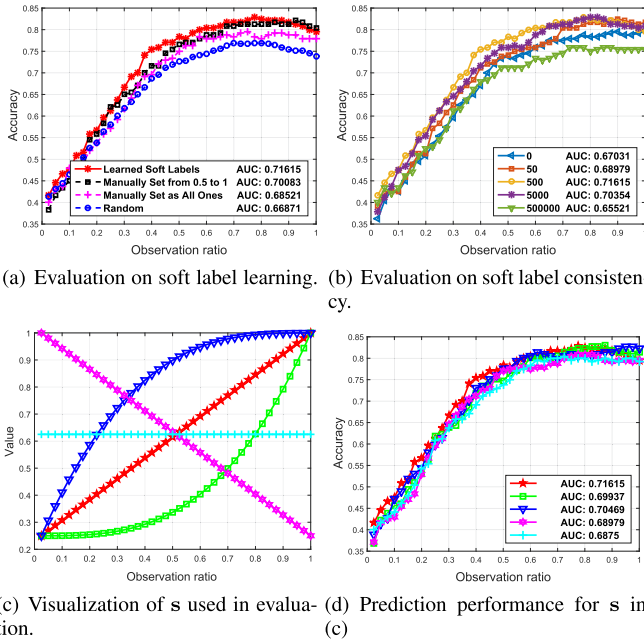 0.85
0.8
0.75
0.7
0.65
0.6
0.55
0.5
0.45
0.4
0.35
Accuracy
Learned Soft Labels AUC: 0.71615
Manually Set from 0.5 to 1 AUC: 0.70083
Manually Set as All Ones AUC: 0.68521
Random AUC: 0.66871
0 0.1 0.2 0.3 0.4 0.5 0.6 0.7 0.8 0.9 1
Observation ratio
(a) Evaluation on soft label learning.
0.85
0.8
0.75
0.7
0.65
0.6
0.55
0.5
0.45
0.4
0.35
Accuracy
0 AUC: 0.67031
50 AUC: 0.68979
500 AUC: 0.71615
5000 AUC: 0.70354
500000 AUC: 0.65521
0 0.1 0.2 0.3 0.4 0.5 0.6 0.7 0.8 0.9 1
Observation ratio
(b) Evaluation on soft label consisten-
cy.
1
0.9
0.8
0.7
0.6
0.5
0.4
0.3
0.2
Value
0 0.1 0.2 0.3 0.4 0.5 0.6 0.7 0.8 0.9 1
Observation ratio
(c) Visualization of s used in evalua-
tion.
0.85
0.8
0.75
0.7
0.65
0.6
0.55
0.5
0.45
0.4
0.35
Accuracy
AUC: 0.71615
AUC: 0.69937
AUC: 0.70469
AUC: 0.68979
AUC: 0.6875
0 0.1 0.2 0.3 0.4 0.5 0.6 0.7 0.8 0.9 1
Observation ratio
(d) Prediction performance for s in
(c)